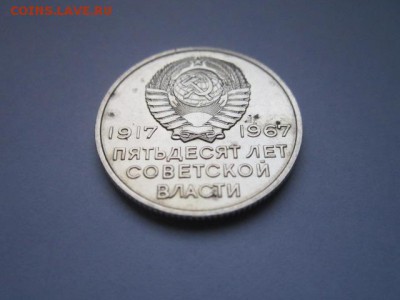 COINS.LAVE.RU
1917 1967
ПЯТЬДЕСЯТ ЛЕТ
СОВЕТСКОЙ
ВЛАСТИ